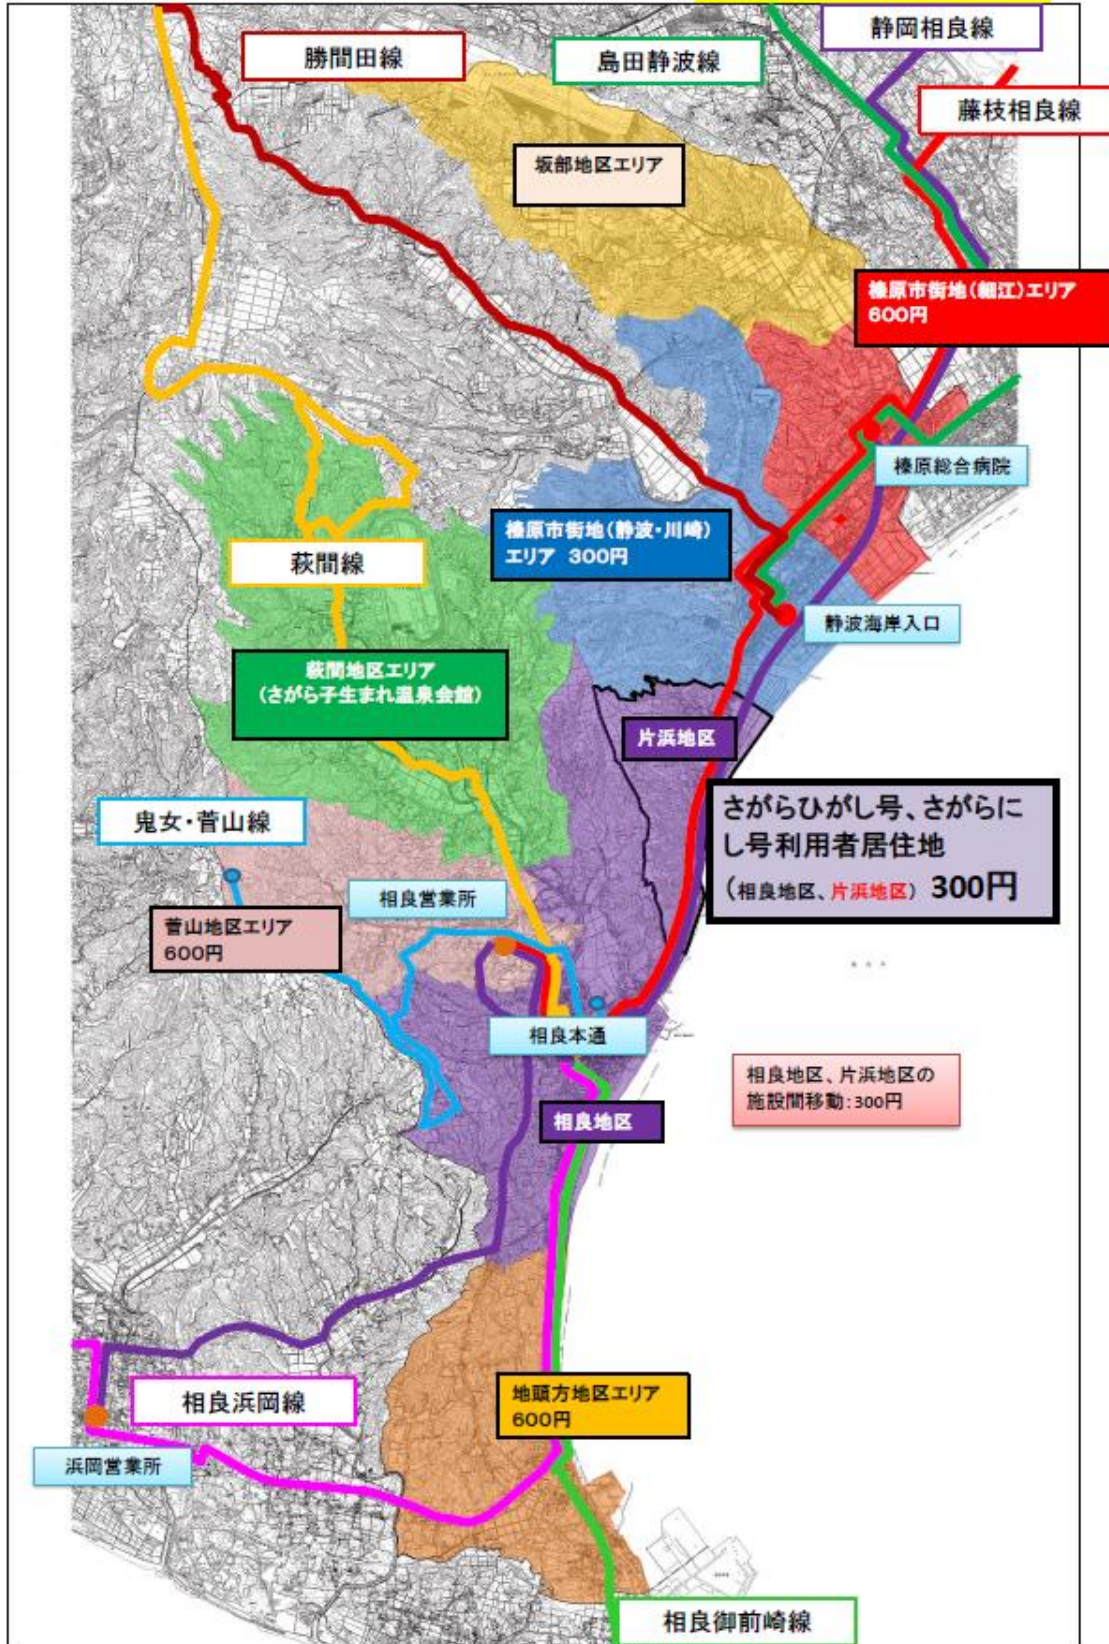 静岡相良線
勝間田線
島田静波線
藤枝相良線
坂部地区エリア
榛原市街地(細江)エリア
600円
榛原総合病院
榛原市街地(静波・川崎)
エリア 300円
萩間線
静波海岸入口
萩間地区エリア
(さがら子生まれ温泉会館)
片浜地区
さがらひがし号、さがらに
し号利用者居住地
(相良地区、片浜地区) 300円
鬼女・菅山線
相良営業所
菅山地区エリア
600円
相良本通
相良地区、片浜地区の
施設間移動:300円
相良地区
地頭方地区エリア
600円
相良浜岡線
浜岡営業所
相良御前崎線